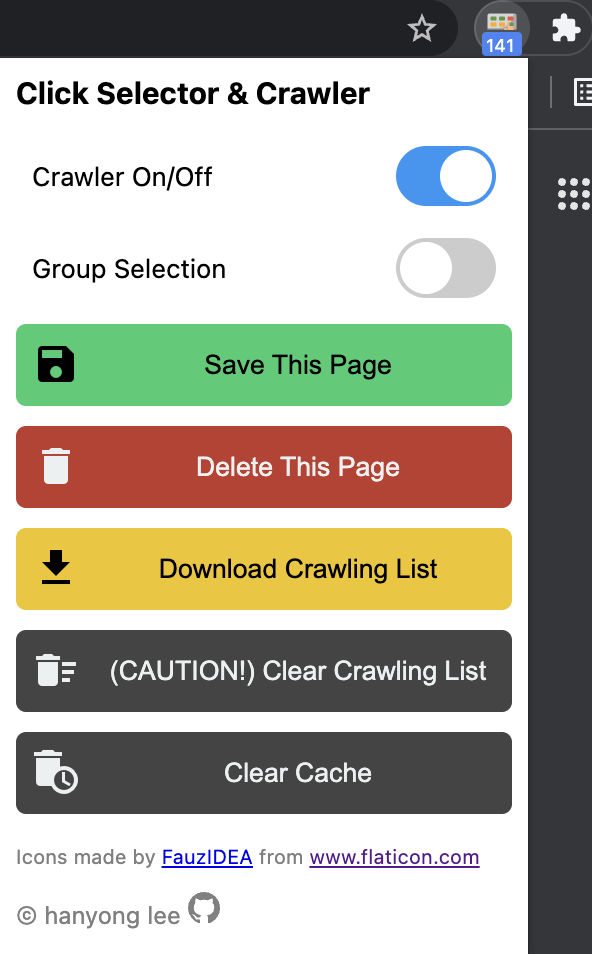 141
Click Selector & Crawler
Crawler On/Off
Group Selection
Save This Page
Delete This Page
Download Crawling List
(CAUTION!) Clear Crawling List
Clear Cache
Icons made by FauzIDEA from www.flaticon.com
© hanyong lee